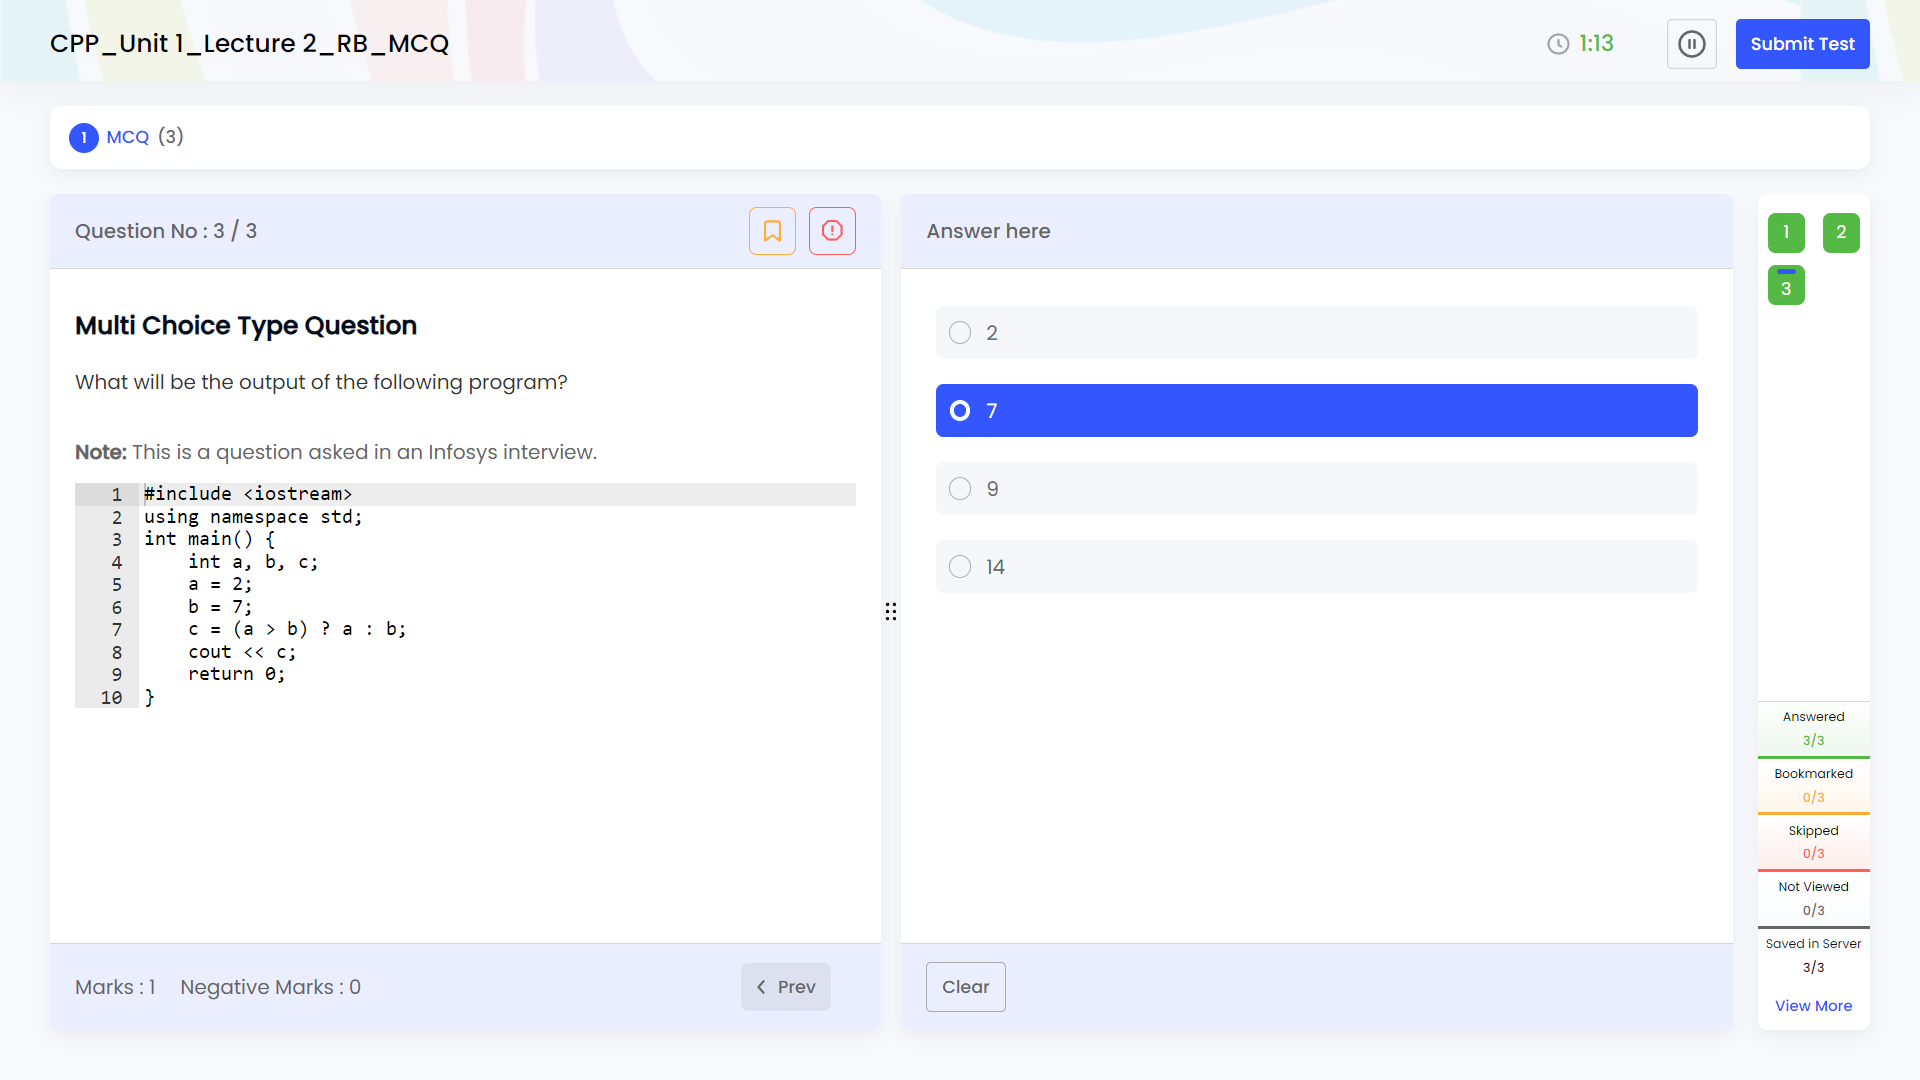 CPP_Unit 1_Lecture 2_RB_MCQ
1:13
Submit Test
1 MCQ (3)
Question No : 3 / 3
Multi Choice Type Question
What will be the output of the following program?
Note: This is a question asked in an Infosys interview.
1 #include <iostream>
2 using namespace std;
3 int main() {
4     int a, b, c;
5     a = 2;
6     b = 7;
7     c = (a > b) ? a : b;
8     cout << c;
9     return 0;
10 }
Marks : 1 Negative Marks : 0
Prev
Answer here
2
7
9
14
Clear
1 2
3
Answered
3/3
Bookmarked
0/3
Skipped
0/3
Not Viewed
0/3
Saved in Server
3/3
View More